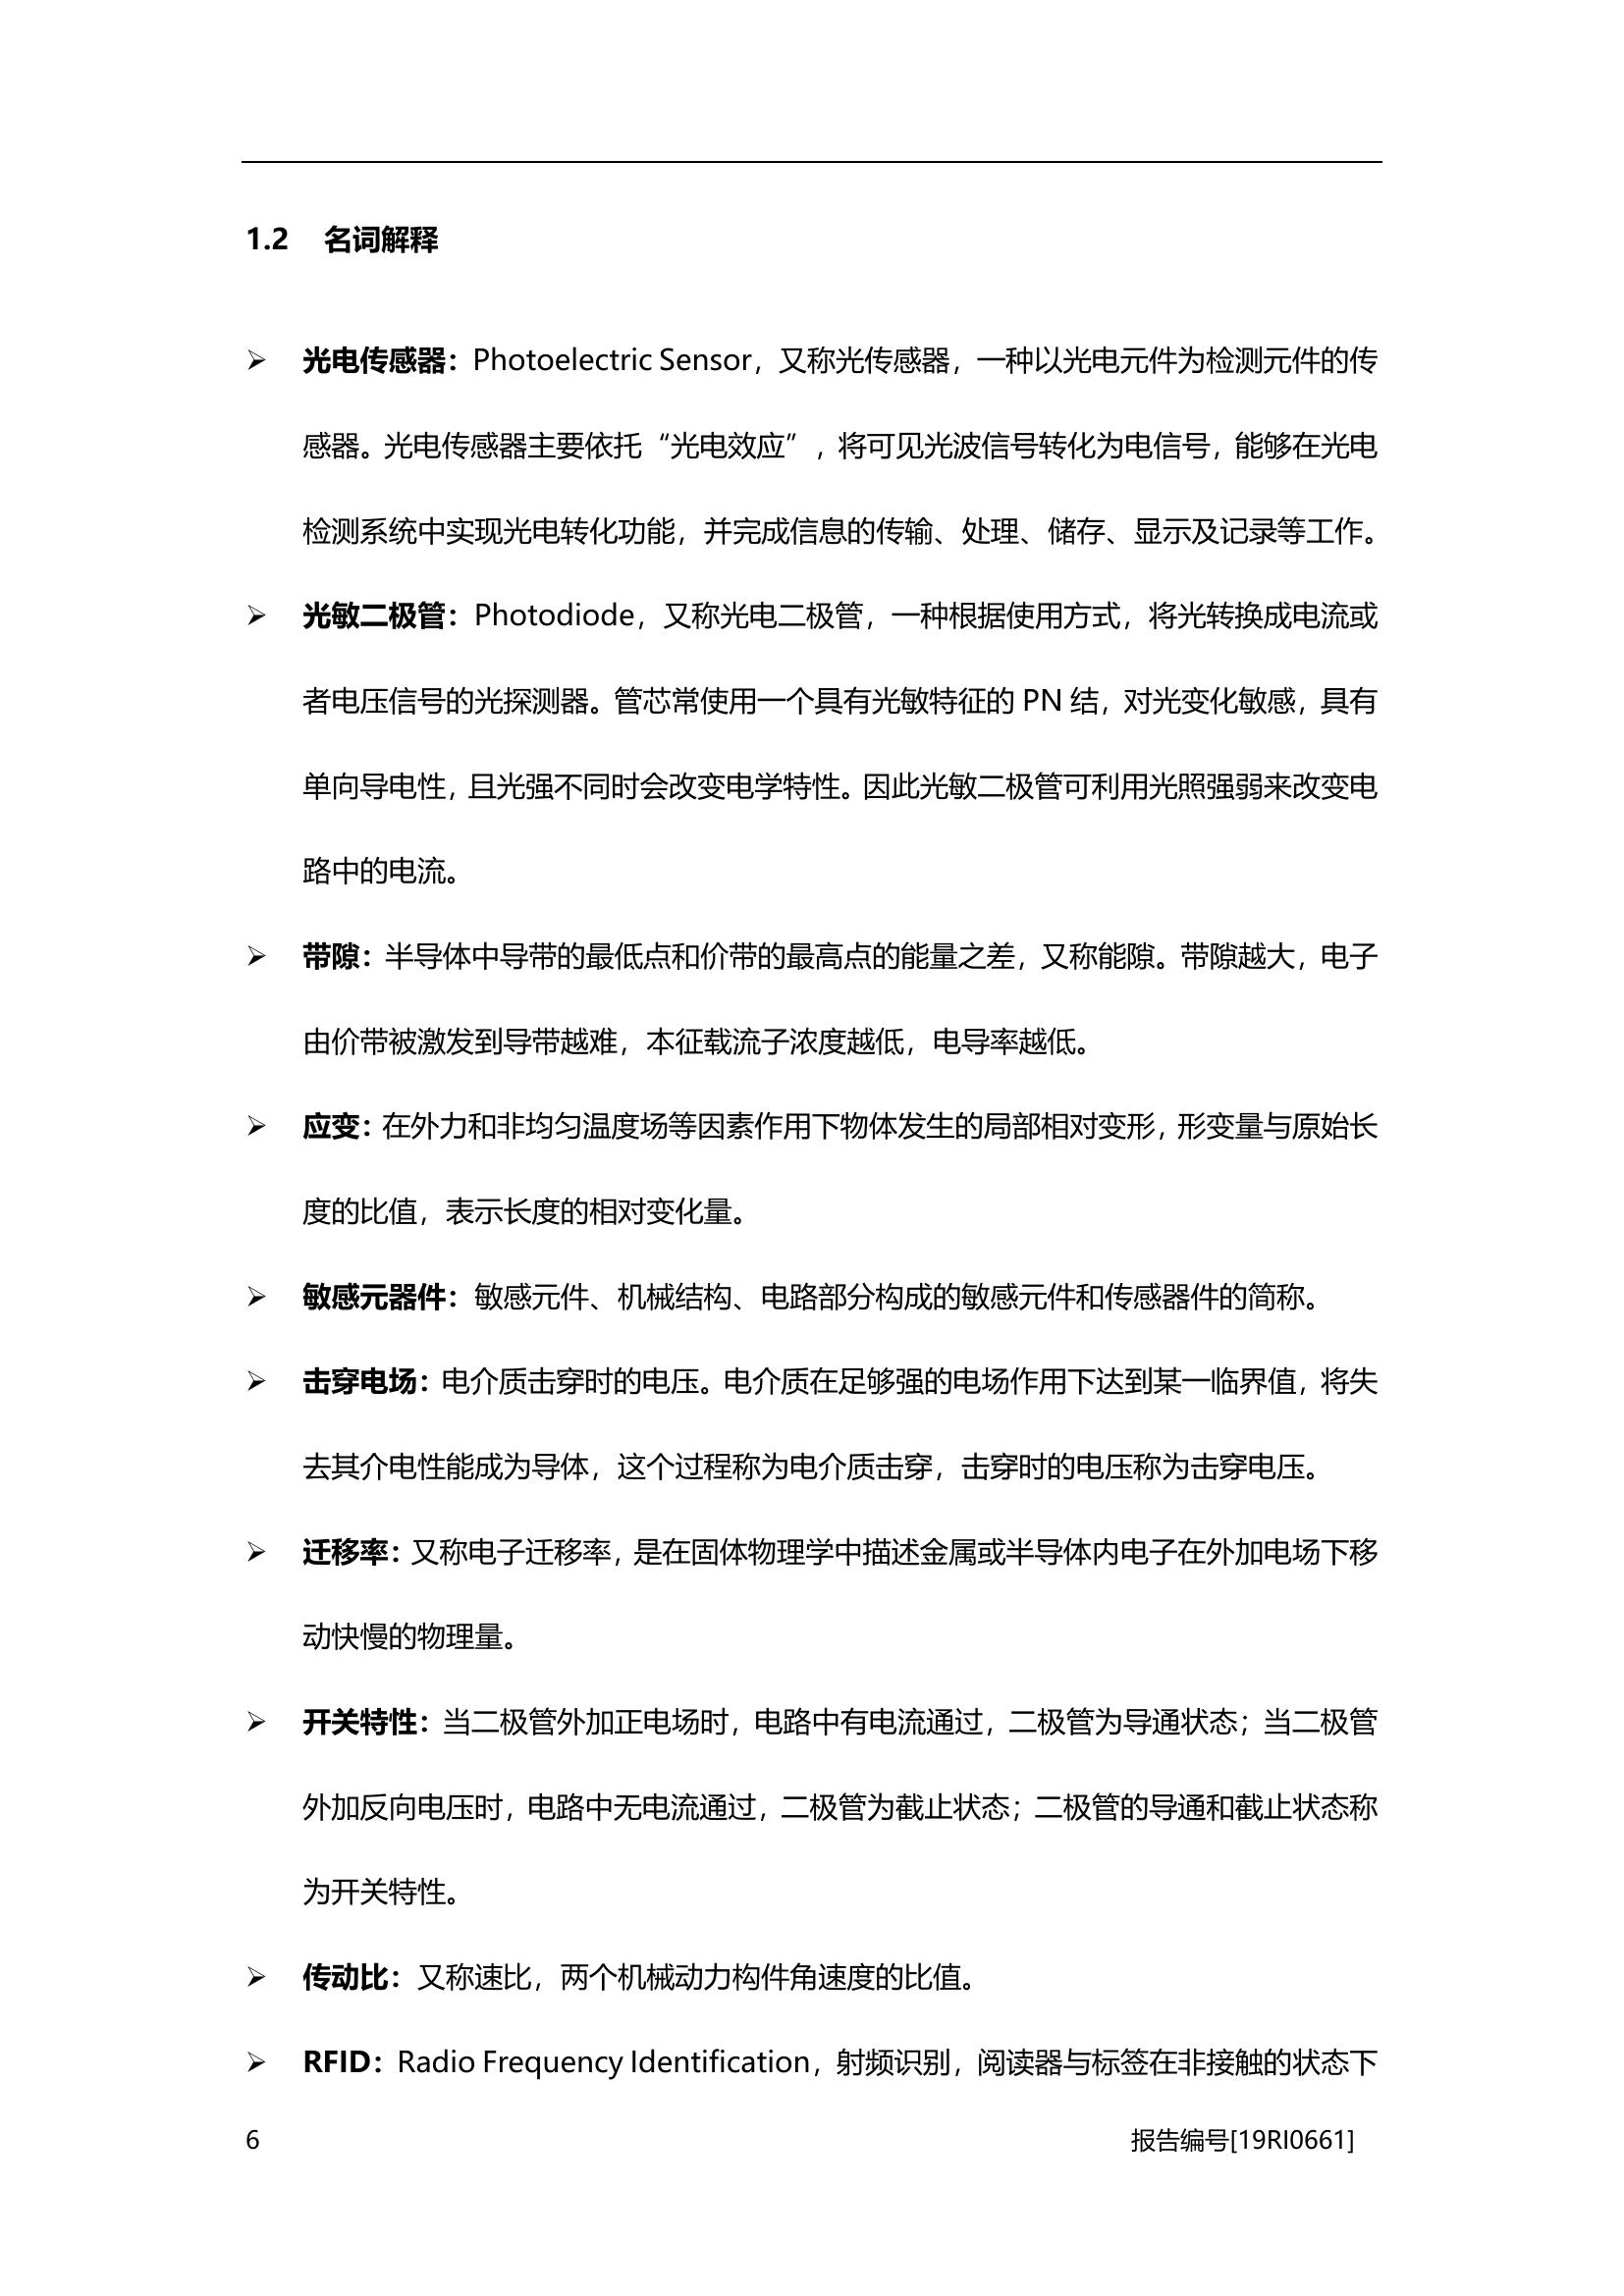 1.2 名词解释
➢ 光电传感器：Photoelectric Sensor，又称光传感器，一种以光电元件为检测元件的传
感器。光电传感器主要依托“光电效应”，将可见光波信号转化为电信号，能够在光电
检测系统中实现光电转化功能，并完成信息的传输、处理、储存、显示及记录等工作。
➢ 光敏二极管：Photodiode，又称光电二极管，一种根据使用方式，将光转换成电流或
者电压信号的光探测器。管芯常使用一个具有光敏特征的 PN 结，对光变化敏感，具有
单向导电性，且光强不同时会改变电学特性。因此光敏二极管可利用光照强弱来改变电
路中的电流。
➢ 带隙：半导体中导带的最低点和价带的最高点的能量之差，又称能隙。带隙越大，电子
由价带被激发到导带越难，本征载流子浓度越低，电导率越低。
➢ 应变：在外力和非均匀温度场等因素作用下物体发生的局部相对变形，形变量与原始长
度的比值，表示长度的相对变化量。
➢ 敏感元器件：敏感元件、机械结构、电路部分构成的敏感元件和传感器件的简称。
➢ 击穿电场：电介质击穿时的电压。电介质在足够强的电场作用下达到某一临界值，将失
去其介电性能成为导体，这个过程称为电介质击穿，击穿时的电压称为击穿电压。
➢ 迁移率：又称电子迁移率，是在固体物理学中描述金属或半导体内电子在外加电场下移
动快慢的物理量。
➢ 开关特性：当二极管外加正电场时，电路中有电流通过，二极管为导通状态；当二极管
外加反向电压时，电路中无电流通过，二极管为截止状态；二极管的导通和截止状态称
为开关特性。
➢ 传动比：又称速比，两个机械动力构件角速度的比值。
➢ RFID：Radio Frequency Identification，射频识别，阅读器与标签在非接触的状态下
6 报告编号[19RI0661]